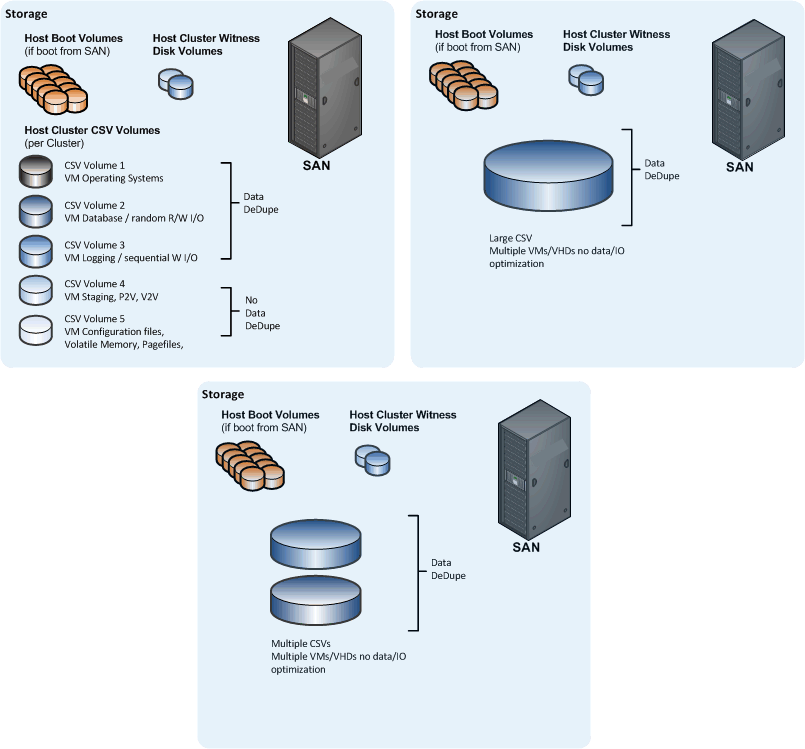 Storage
Host Boot Volumes
(if boot from SAN)
Host Cluster Witness
Disk Volumes
SAN
Host Cluster CSV Volumes
(per Cluster)
CSV Volume 1
VM Operating Systems
CSV Volume 2
VM Database / random R/W I/O
CSV Volume 3
VM Logging / sequential W I/O
Data
DeDupe
CSV Volume 4
VM Staging, P2V, V2V
CSV Volume 5
VM Configuration files,
Volatile Memory, Pagefiles,
No
Data
DeDupe
Storage
Host Boot Volumes
(if boot from SAN)
Host Cluster Witness
Disk Volumes
SAN
Data
DeDupe
Large CSV
Multiple VMs/VHDs no data/IO
optimization
Storage
Host Boot Volumes
(if boot from SAN)
Host Cluster Witness
Disk Volumes
SAN
Data
DeDupe
Multiple CSVs
Multiple VMs/VHDs no data/IO
optimization